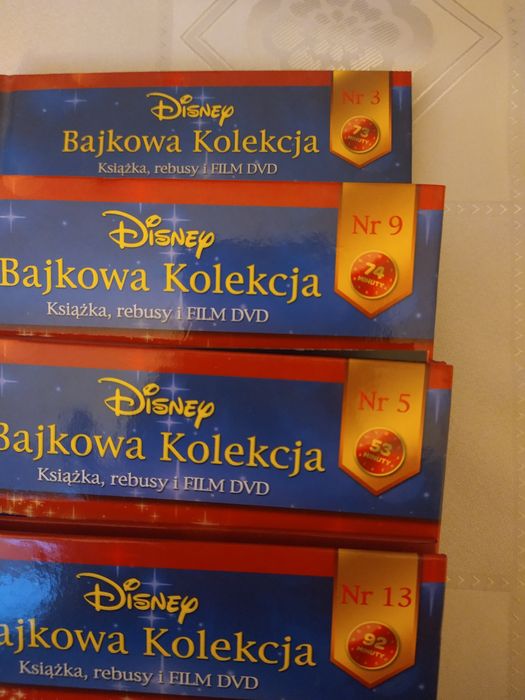 Disney
Bajkowa Kolekcja
Książka, rebusy i FILM DVD
Nr 3
73
MINUTY
Disney
Bajkowa Kolekcja
Książka, rebusy i FILM DVD
Nr 9
74
MINUTY
Disney
Bajkowa Kolekcja
Książka, rebusy i FILM DVD
Nr 5
53
MINUTY
Disney
ajkowa Kolekcja
Książka, rebusy i FILM DVD
Nr 13
92
MINUTY